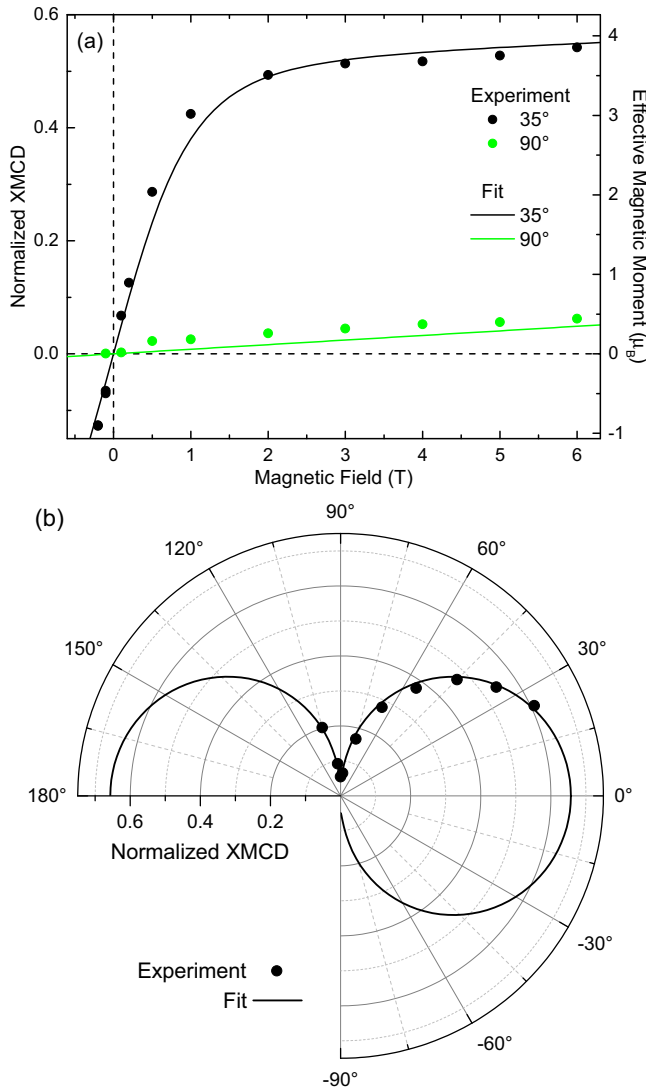 (a)
0.6
0.4
0.2
0.0
Normalized XMCD
4
3
2
1
0
-1
Effective Magnetic Moment (μB)
Experiment
35°
90°
Fit
35°
90°
0 1 2 3 4 5 6
Magnetic Field (T)
(b)
90°
120° 60°
150° 30°
180° 0°
0.6 0.4 0.2
Normalized XMCD
-30°
Experiment
Fit
-60°
-90°